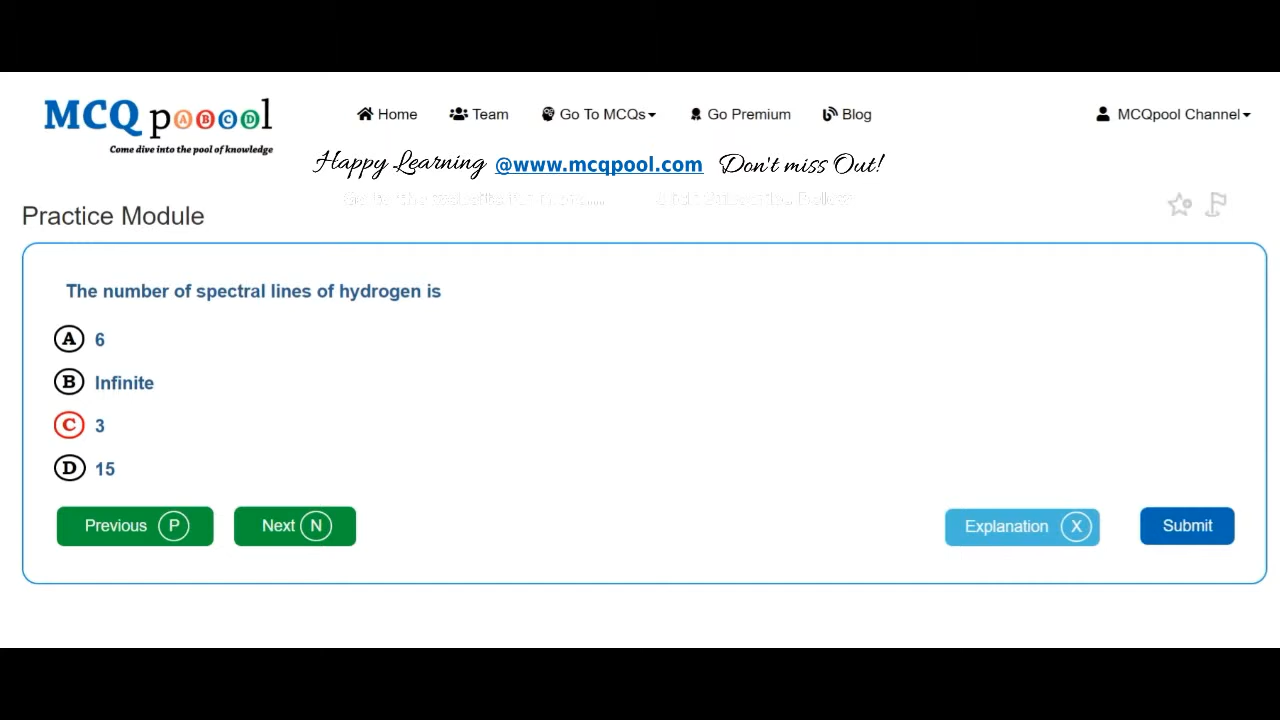 MCQ pooool
Come dive into the pool of knowledge
Home Team Go To MCQs Go Premium Blog MCQpool Channel
Happy Learning @www.mcqpool.com Don't miss Out!
Practice Module
The number of spectral lines of hydrogen is
A 6
B Infinite
C 3
D 15
Previous P Next N Explanation X Submit